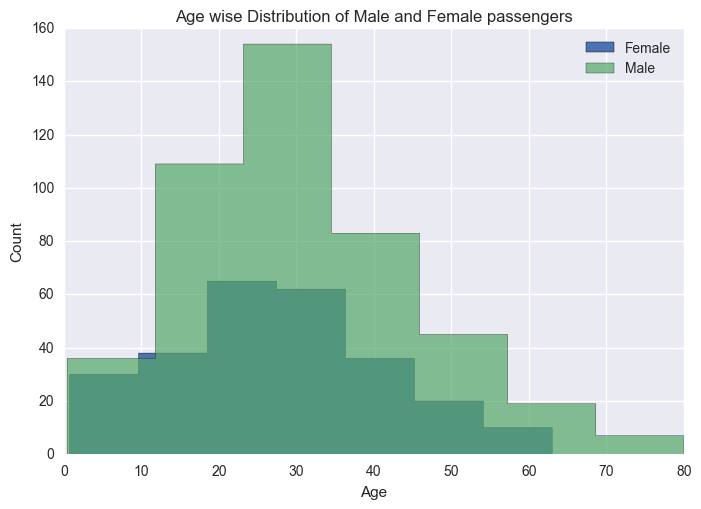 Age wise Distribution of Male and Female passengers
160
140
120
100
80
60
40
20
0
Count
Female
Male
0 10 20 30 40 50 60 70 80
Age